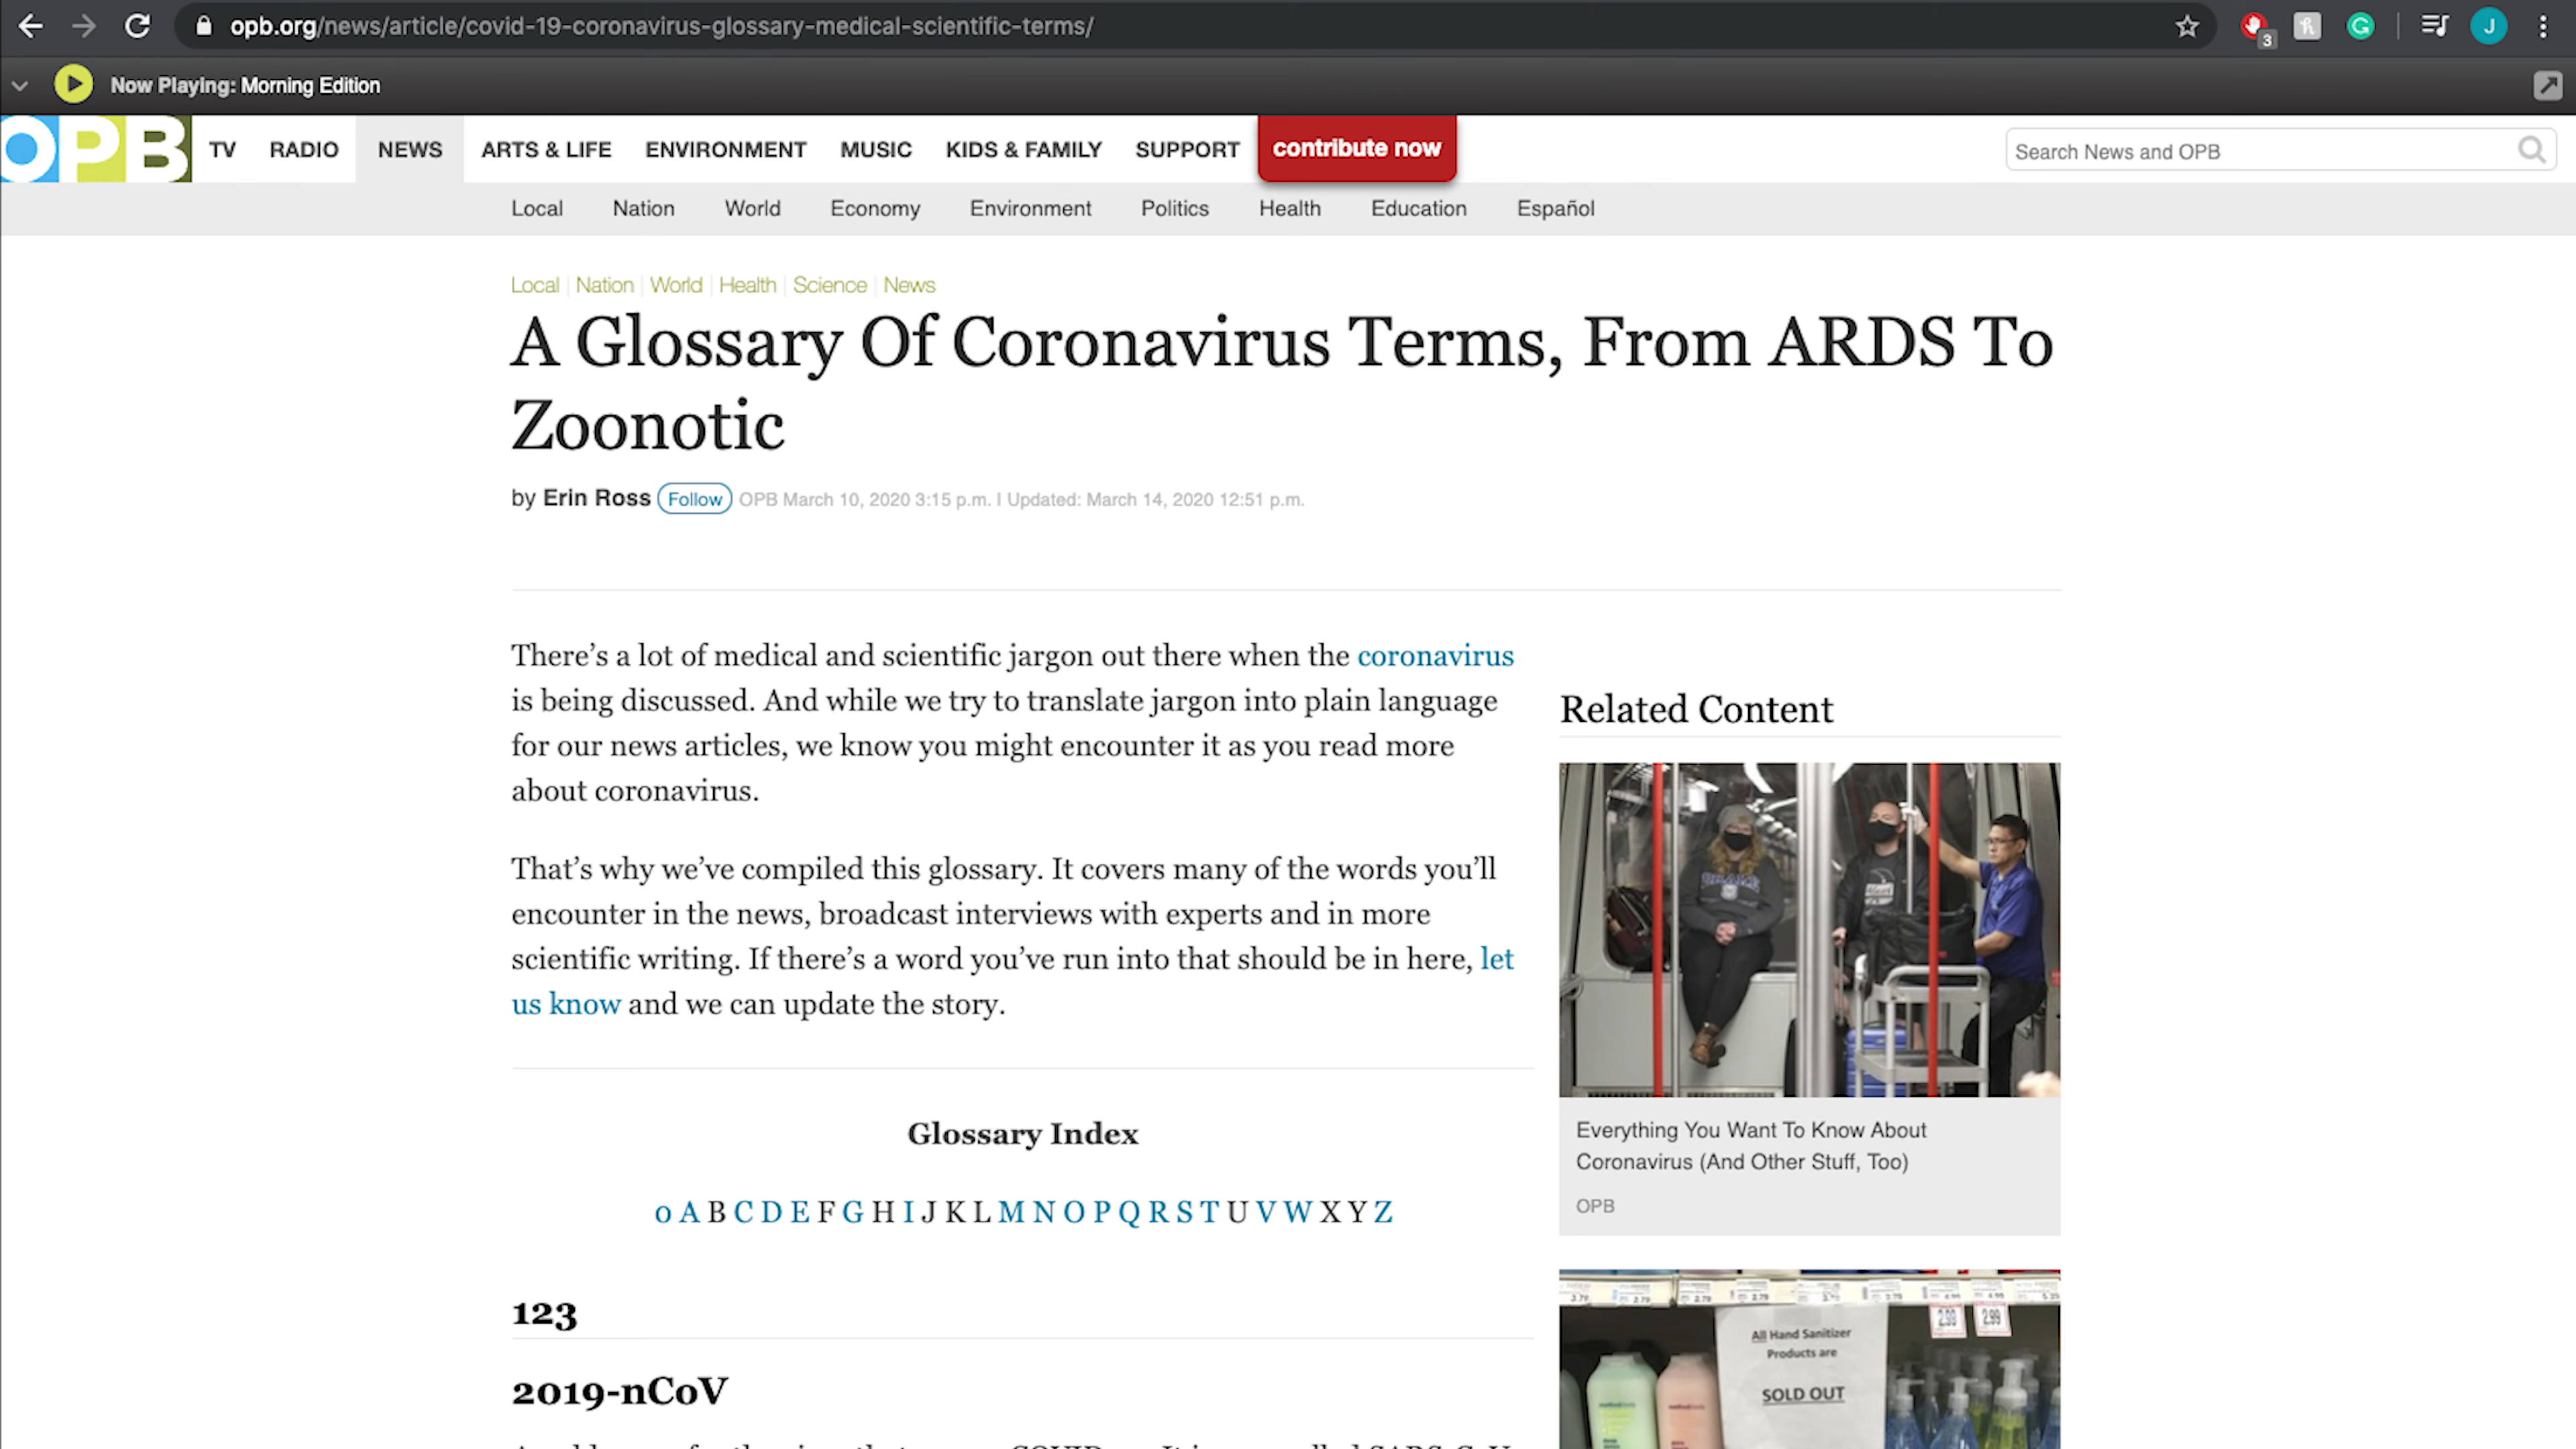 opb.org/news/article/covid-19-coronavirus-glossary-medical-scientific-terms/
3
J
Now Playing: Morning Edition
OPB TV RADIO NEWS ARTS & LIFE ENVIRONMENT MUSIC KIDS & FAMILY SUPPORT contribute now Search News and OPB
Local Nation World Economy Environment Politics Health Education Español
Local | Nation | World | Health | Science | News
A Glossary Of Coronavirus Terms, From ARDS To
Zoonotic
by Erin Ross Follow OPB March 10, 2020 3:15 p.m. | Updated: March 14, 2020 12:51 p.m.
There’s a lot of medical and scientific jargon out there when the coronavirus
is being discussed. And while we try to translate jargon into plain language
for our news articles, we know you might encounter it as you read more
about coronavirus.
That’s why we’ve compiled this glossary. It covers many of the words you’ll
encounter in the news, broadcast interviews with experts and in more
scientific writing. If there’s a word you’ve run into that should be in here, let
us know and we can update the story.
Glossary Index
0 A B C D E F G H I J K L M N O P Q R S T U V W X Y Z
123
2019-nCoV
Related Content
Everything You Want To Know About
Coronavirus (And Other Stuff, Too)
OPB
2.99
All Hand Sanitizer
Products are
SOLD OUT